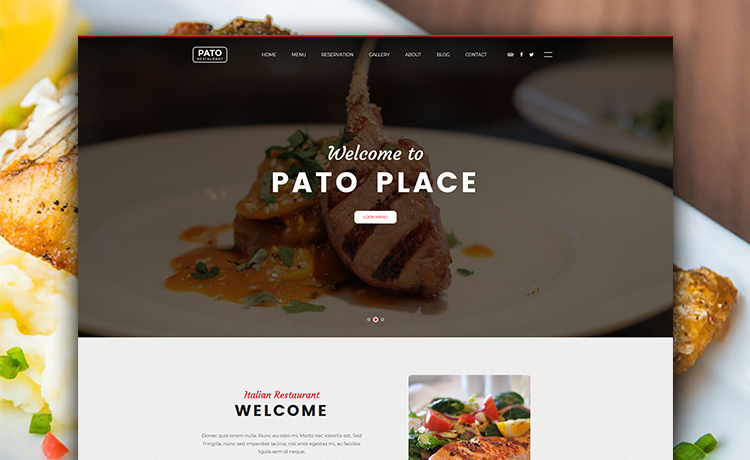 PATO
RESTAURANT
HOME MENU RESERVATION GALLERY ABOUT BLOG CONTACT
Welcome to
PATO PLACE
LOOK MENU
Italian Restaurant
WELCOME
Donec quis lorem nulla. Nunc eu odio mi. Morbi nec lobortis est. Sed
fringilla, nunc sed imperdiet lacinia, nisl ante egestas mi, ac facilisis
ligula sem id neque.